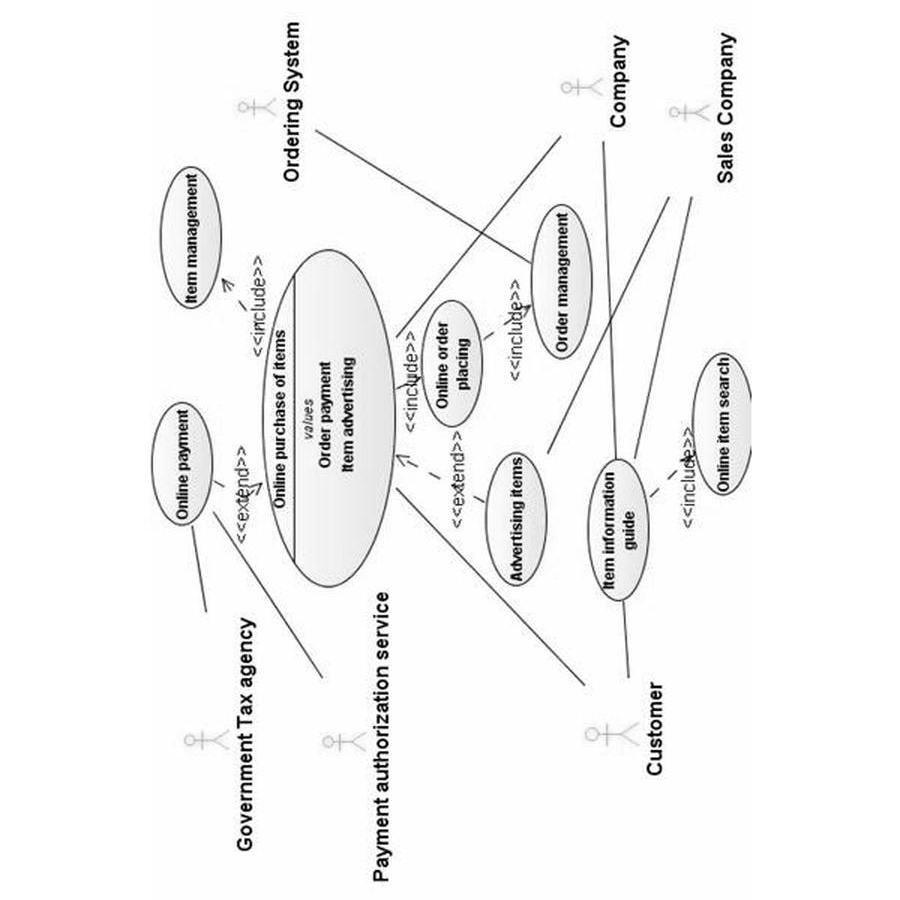 Online payment
Item management
Government Tax agency
<<extend>>
<<include>>
Online purchase of items
values
Order payment
Item advertising
Ordering System
Payment authorization service
<<include>>
Online order
placing
<<extend>>
<<include>>
Advertising items
Order management
Item information
guide
Company
Customer
<<include>>
Online item search
Sales Company